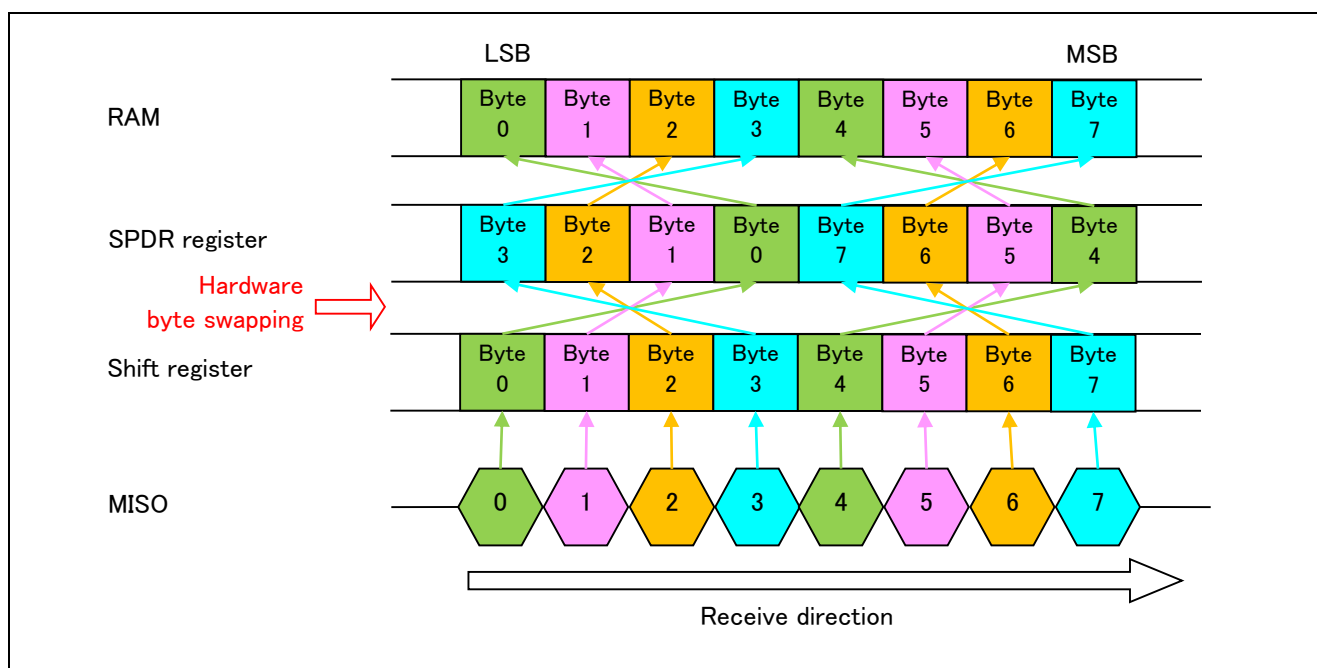 LSB MSB
RAM
Byte Byte Byte Byte Byte Byte Byte Byte
0 1 2 3 4 5 6 7
SPDR register
Byte Byte Byte Byte Byte Byte Byte Byte
3 2 1 0 7 6 5 4
Hardware
byte swapping
Shift register
Byte Byte Byte Byte Byte Byte Byte Byte
0 1 2 3 4 5 6 7
MISO
0 1 2 3 4 5 6 7
Receive direction